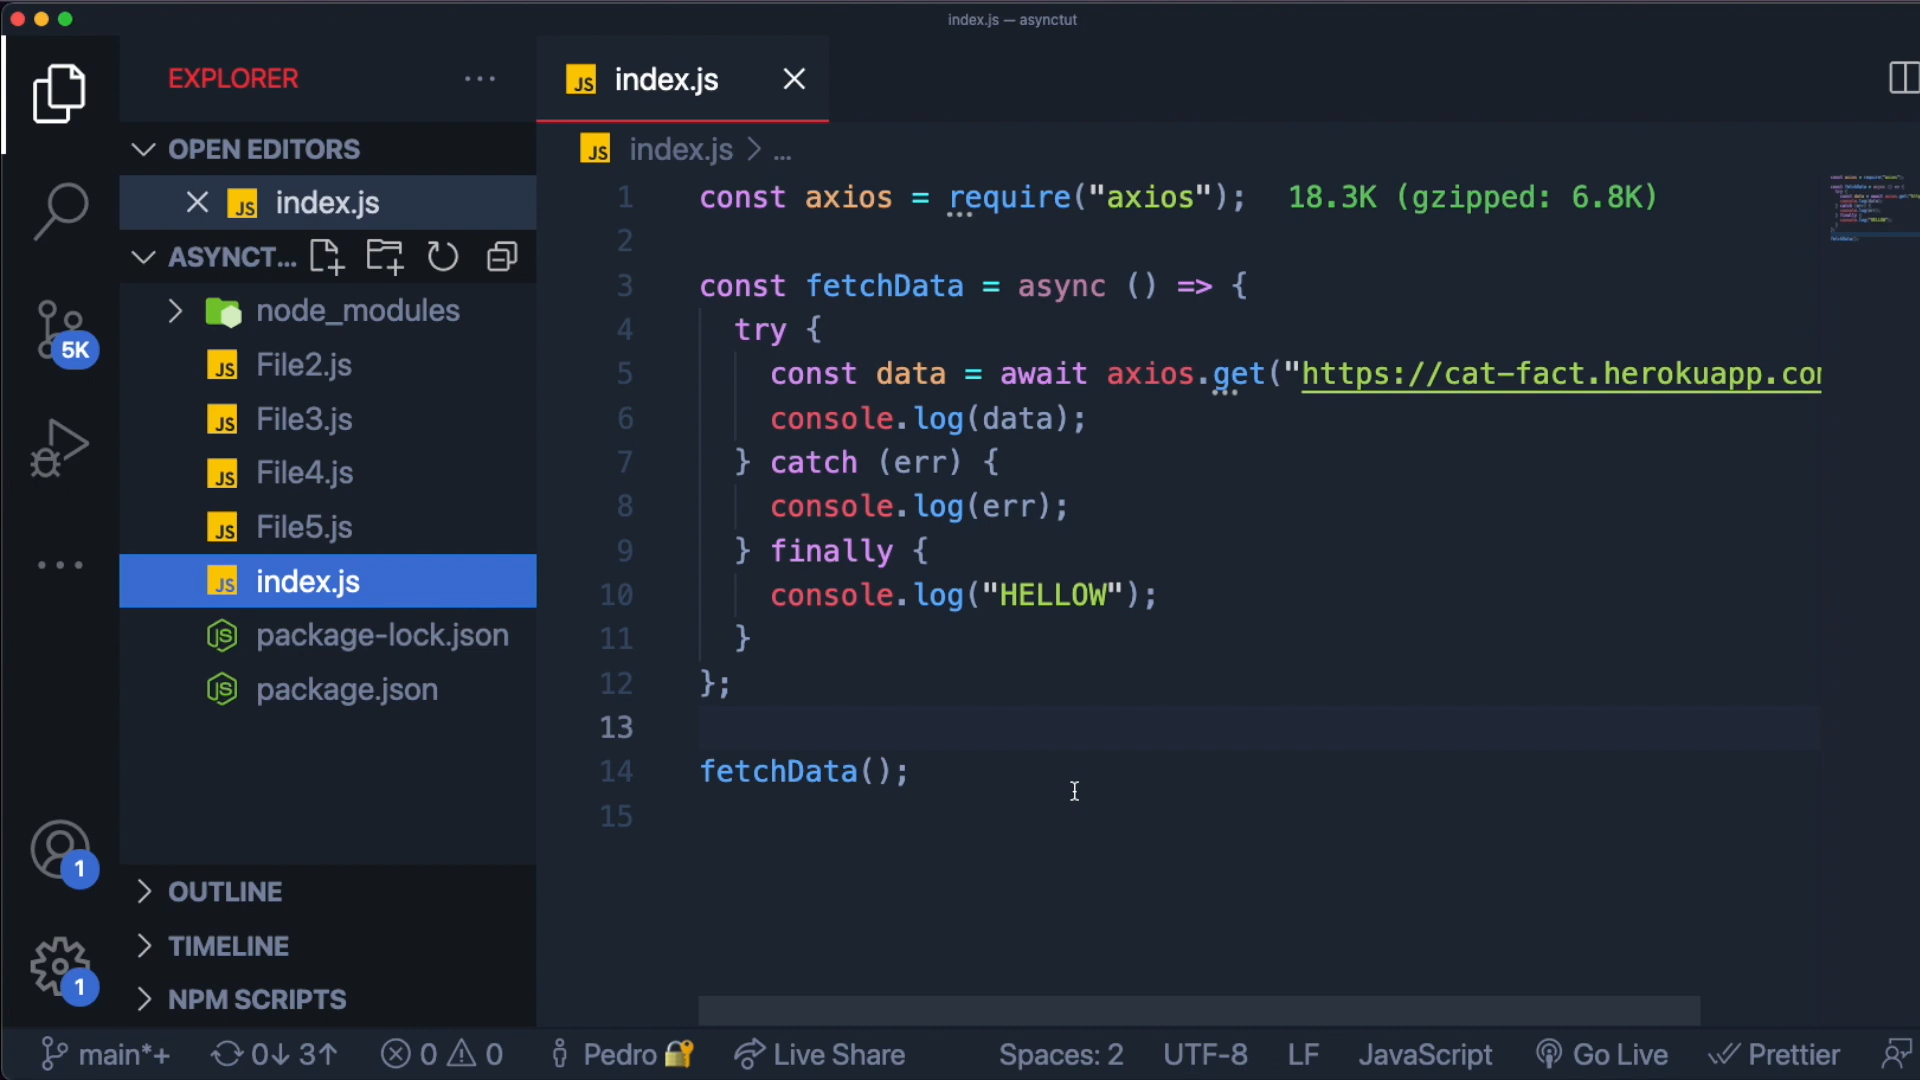 index.js — asynctut
EXPLORER
index.js
OPEN EDITORS
index.js
ASYNCT...
node_modules
File2.js
File3.js
File4.js
File5.js
index.js
package-lock.json
package.json
OUTLINE
TIMELINE
NPM SCRIPTS
5K
1
1
index.js > ...
1 const axios = require("axios"); 18.3K (gzipped: 6.8K)
2
3 const fetchData = async () => {
4 try {
5 const data = await axios.get("https://cat-fact.herokuapp.com
6 console.log(data);
7 } catch (err) {
8 console.log(err);
9 } finally {
10 console.log("HELLOW");
11 }
12 };
13
14 fetchData();
15
main*+ 0↓ 3↑ 0 0 Pedro Live Share Spaces: 2 UTF-8 LF JavaScript Go Live Prettier